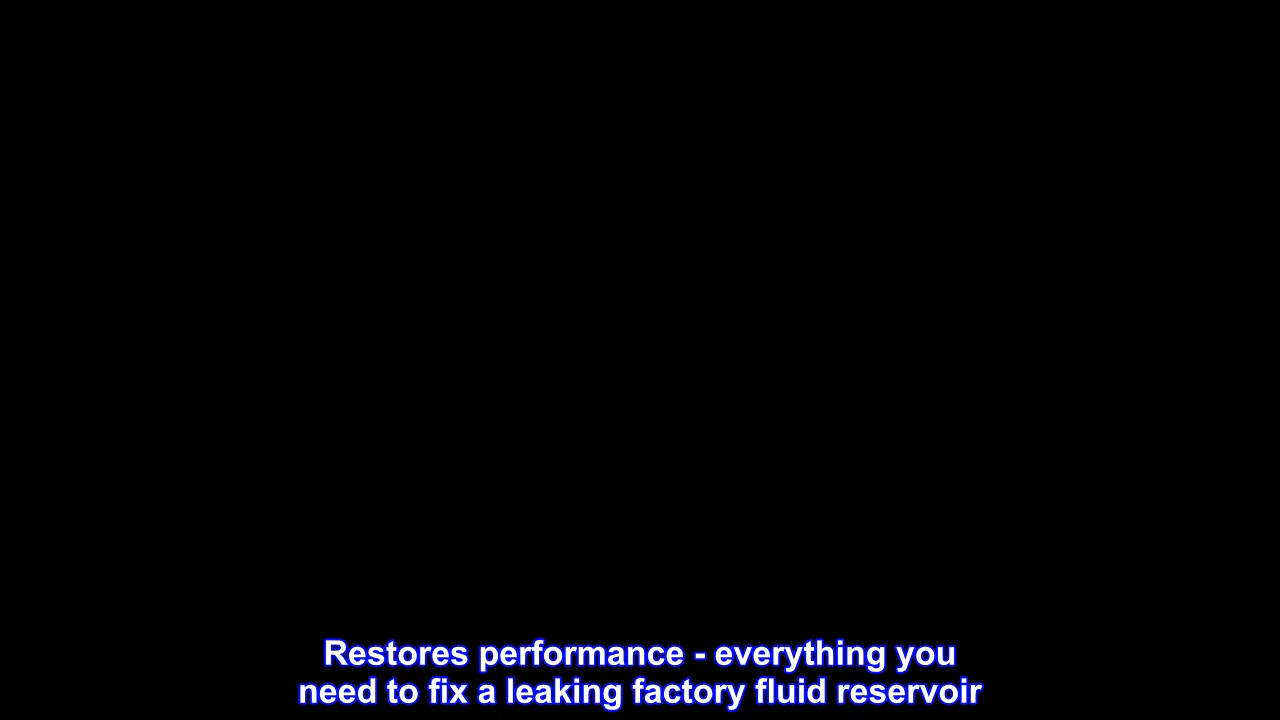 Restores performance - everything you
need to fix a leaking factory fluid reservoir